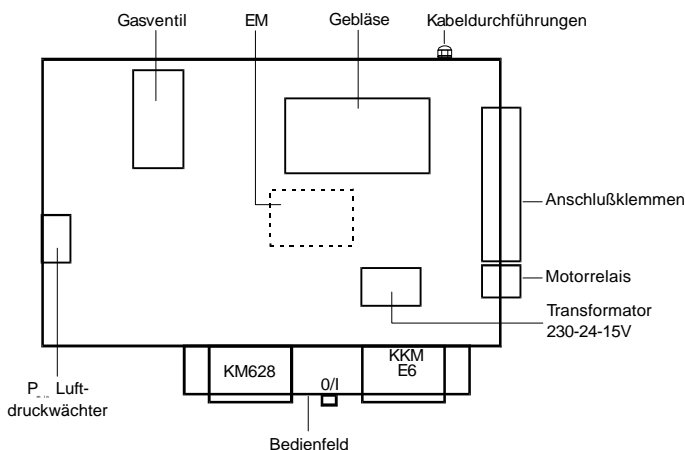 Gasventil
EM
Gebläse
Kabeldurchführungen
Anschlußklemmen
Motorrelais
Transformator
230-24-15V
KM628
0/I
KKM
E6
P Luft-
druckwächter
Bedienfeld